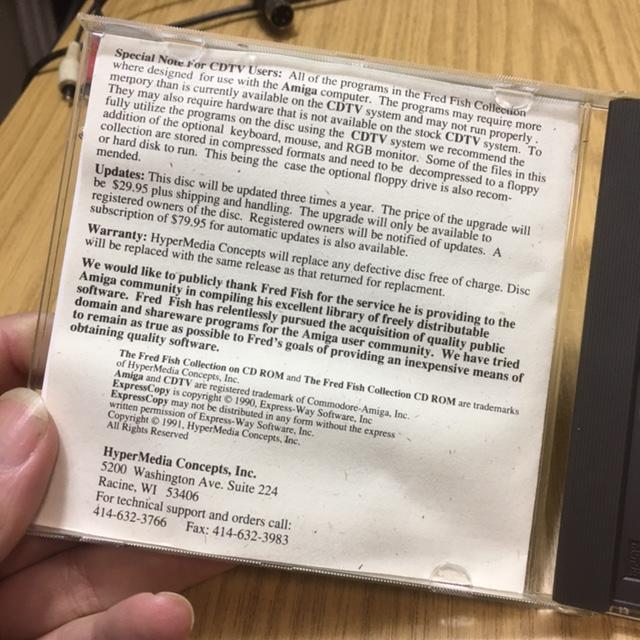 Special Note For CDTV Users: All of the programs in the Fred Fish Collection
where designed for use with the Amiga computer. The programs may require more
memory than is currently available on the CDTV system and may not run properly.
They may also require hardware that is not available on the stock CDTV system. To
fully utilize the programs on the disc using the CDTV system we recommend the
addition of the optional keyboard, mouse, and RGB monitor. Some of the files in this
collection are stored in compressed formats and need to be decompressed to a floppy
or hard disk to run. This being the case the optional floppy drive is also recom-
mended.
Updates: This disc will be updated three times a year. The price of the upgrade will
be $29.95 plus shipping and handling. The upgrade will only be available to
registered owners of the disc. Registered owners will be notified of updates. A
subscription of $79.95 for automatic updates is also available.
Warranty: HyperMedia Concepts will replace any defective disc free of charge. Disc
will be replaced with the same release as that returned for replacment.
We would like to publicly thank Fred Fish for the service he is providing to the
Amiga community in compiling his excellent library of freely distributable
software. Fred Fish has relentlessly pursued the acquisition of quality public
domain and shareware programs for the Amiga user community. We have tried
to remain as true as possible to Fred's goals of providing an inexpensive means of
obtaining quality software.
The Fred Fish Collection on CD ROM and The Fred Fish Collection CD ROM are trademarks
of HyperMedia Concepts, Inc.
Amiga and CDTV are registered trademark of Commodore-Amiga, Inc.
ExpressCopy is copyright © 1990, Express-Way Software, Inc
ExpressCopy may not be distributed in any form without the express
written permission of Express-Way Software, Inc.
Copyright © 1991, HyperMedia Concepts, Inc.
All Rights Reserved
HyperMedia Concepts, Inc.
5200 Washington Ave. Suite 224
Racine, WI 53406
For technical support and orders call:
414-632-3766 Fax: 414-632-3983